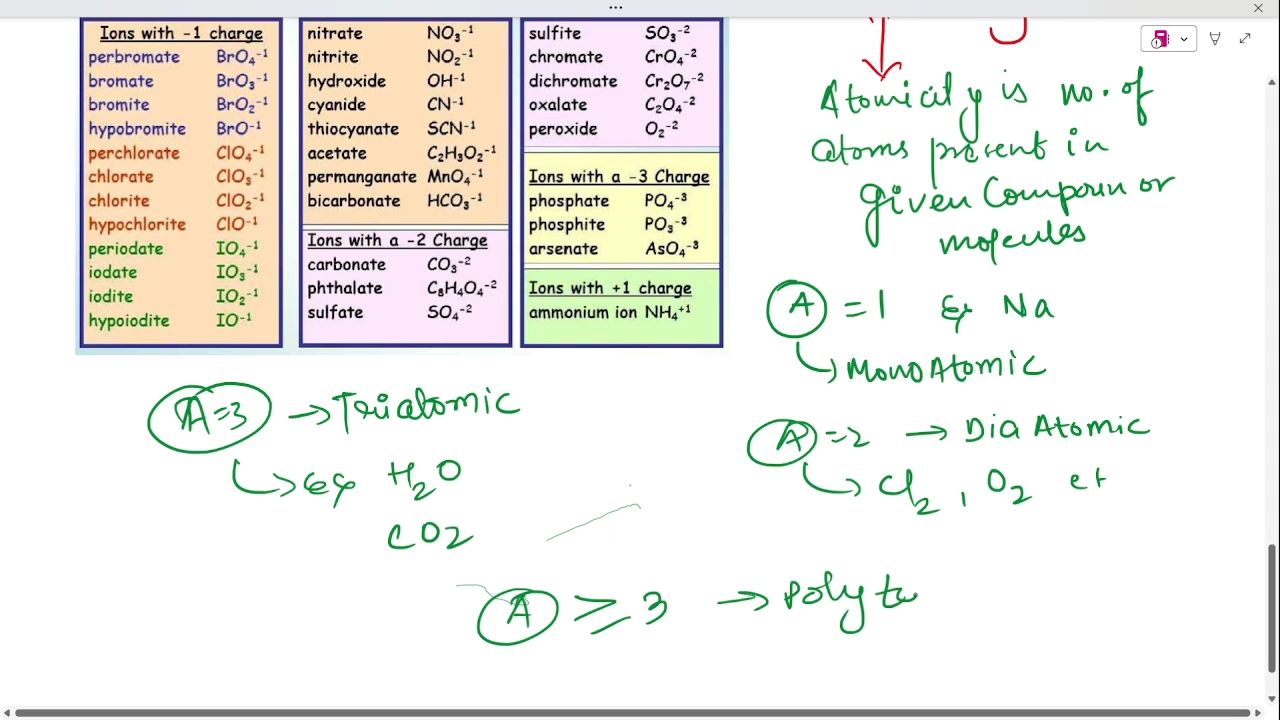 Ions with -1 charge
perbromate BrO₄⁻¹
bromate BrO₃⁻¹
bromite BrO₂⁻¹
hypobromite BrO⁻¹
perchlorate ClO₄⁻¹
chlorate ClO₃⁻¹
chlorite ClO₂⁻¹
hypochlorite ClO⁻¹
periodate IO₄⁻¹
iodate IO₃⁻¹
iodite IO₂⁻¹
hypoiodite IO⁻¹
nitrate NO₃⁻¹
nitrite NO₂⁻¹
hydroxide OH⁻¹
cyanide CN⁻¹
thiocyanate SCN⁻¹
acetate C₂H₃O₂⁻¹
permanganate MnO₄⁻¹
bicarbonate HCO₃⁻¹
Ions with a -2 Charge
carbonate CO₃⁻²
phthalate C₈H₄O₄⁻²
sulfate SO₄⁻²
sulfite SO₃⁻²
chromate CrO₄⁻²
dichromate Cr₂O₇⁻²
oxalate C₂O₄⁻²
peroxide O₂⁻²
Ions with a -3 Charge
phosphate PO₄⁻³
phosphite PO₃⁻³
arsenate AsO₄⁻³
Ions with +1 charge
ammonium ion NH₄⁺¹
Atomicity is no. of
atoms present in
given
molecules
A = 1 eg Na
MonoAtomic
A = 2 → DiaAtomic
Cl₂, O₂ et
A=3 → Triatomic
eg H₂O
CO₂
A ≥ 3 →